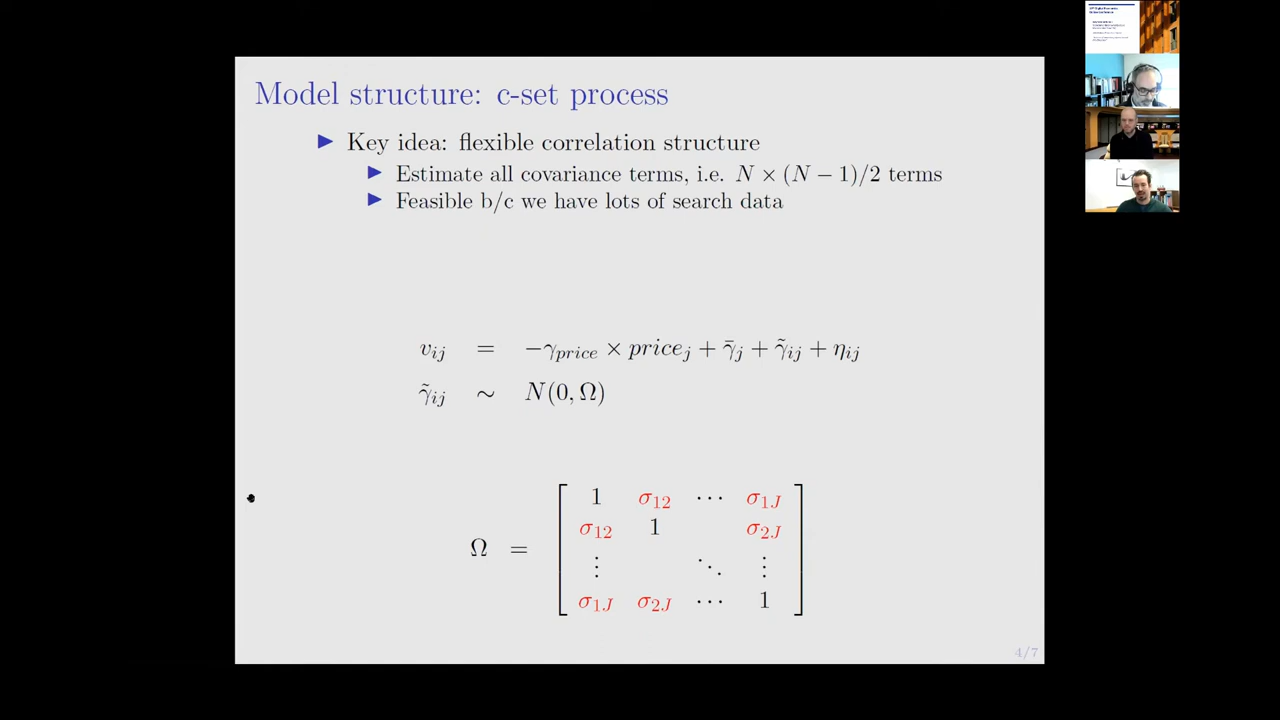 Model structure: c-set process
Key idea: flexible correlation structure
Estimate all covariance terms, i.e. N × (N − 1)/2 terms
Feasible b/c we have lots of search data
v_ij = −γ_price × price_j + γ̄_j + γ̃_ij + η_ij
γ̃_ij ∼ N(0, Ω)
1 σ_12 ⋯ σ_1J
σ_12 1 σ_2J
Ω = ⋮ ⋱ ⋮
σ_1J σ_2J ⋯ 1
4/7